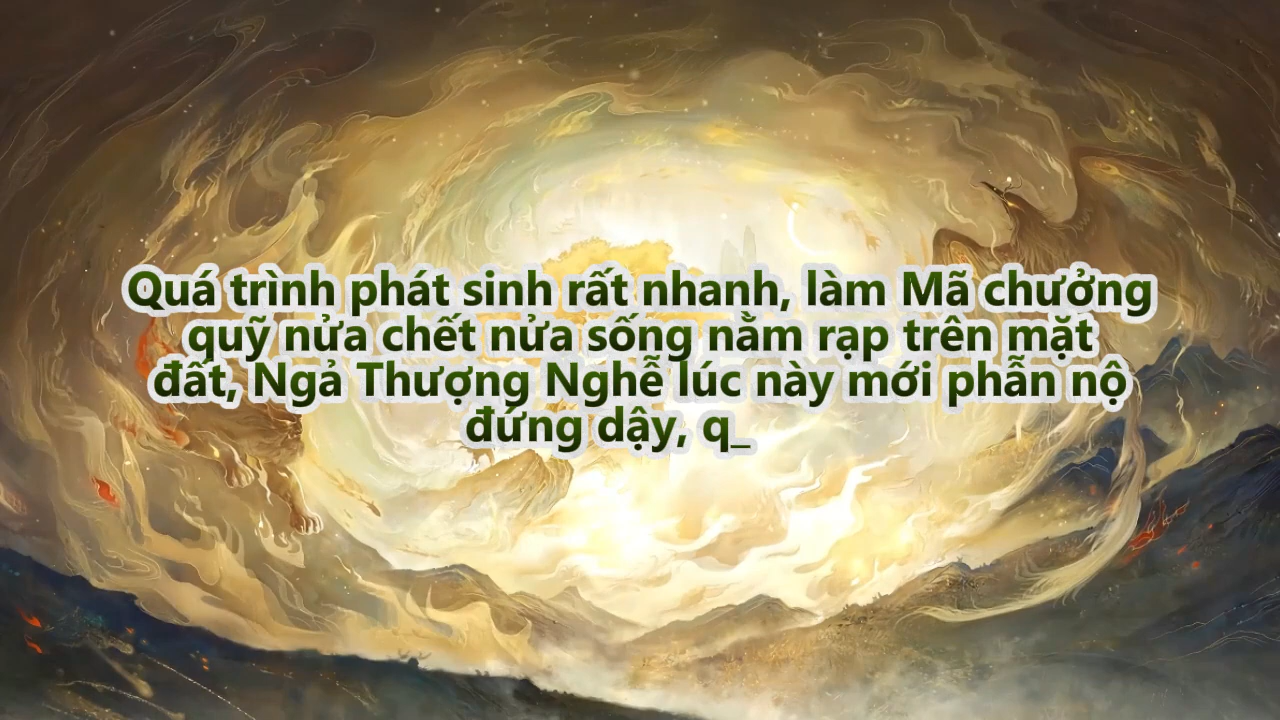 Quá trình phát sinh rất nhanh, làm Mã chưởng
quỹ nửa chết nửa sống nằm rạp trên mặt
đất, Ngả Thượng Nghễ lúc này mới phẫn nộ
đứng dậy, q_